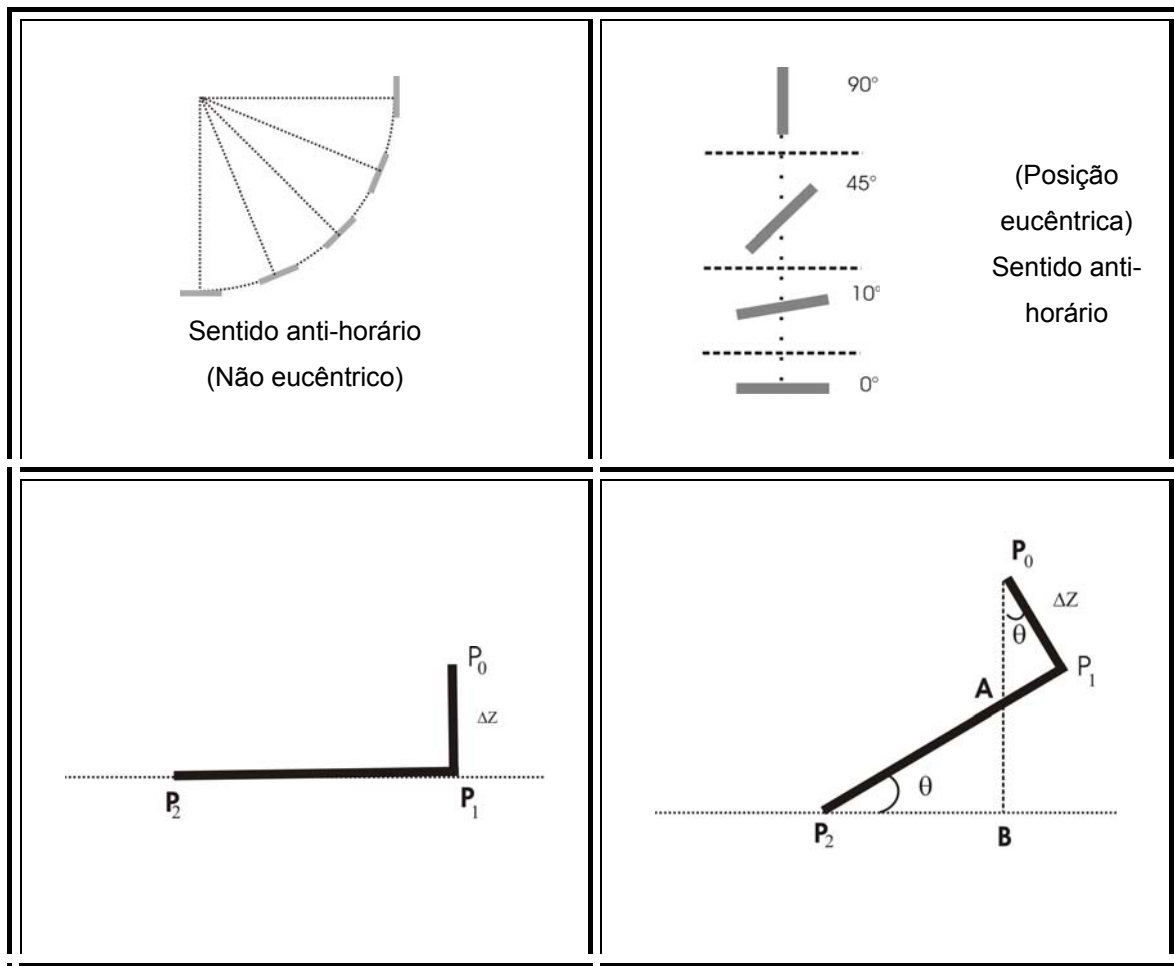 Sentido anti-horário
(Não eucêntrico)
90°
45°
10°
0°
(Posição
eucêntrica)
Sentido anti-
horário
P₀
ΔZ
P₂
P₁
P₀
ΔZ
θ
A
P₁
θ
P₂
B